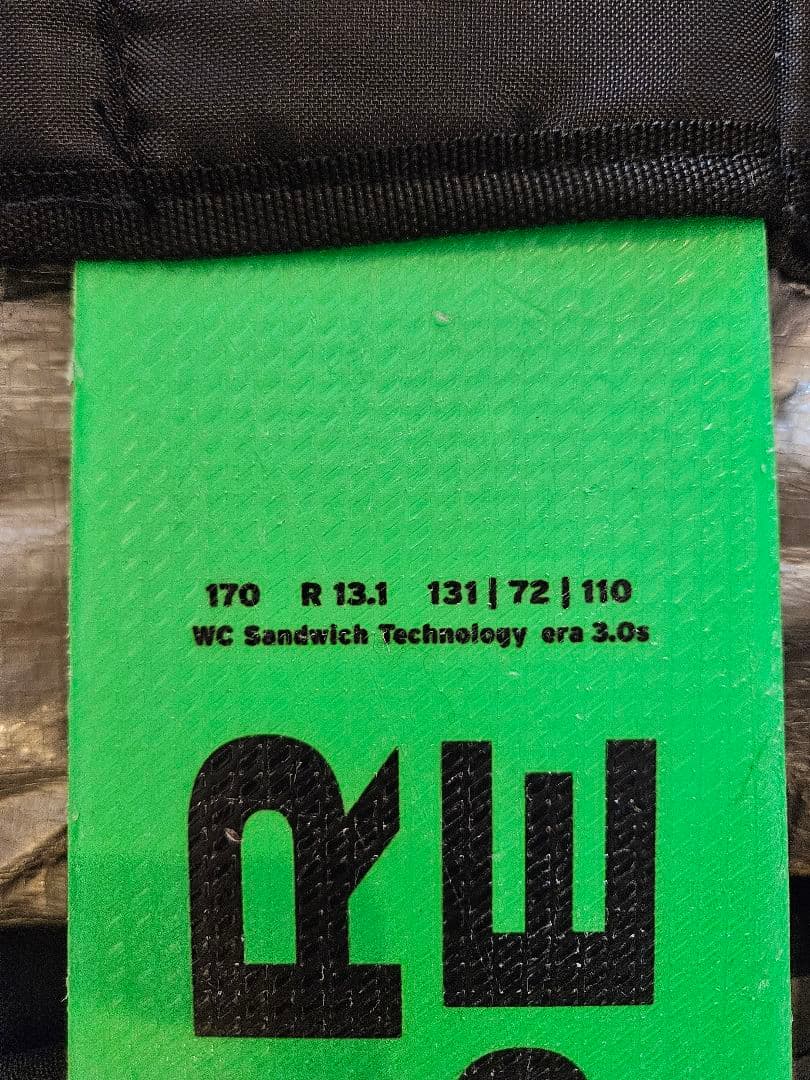 170 R 13.1 131 | 72 | 110
WC Sandwich Technology era 3.0s
R
E